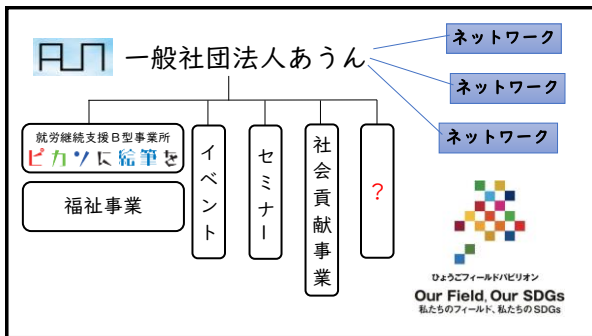 AUN 一般社団法人あうん
ネットワーク
ネットワーク
ネットワーク
就労継続支援B型事業所
ピカソに絵筆を
福祉事業
イベント
セミナー
社会貢献事業
?
ひょうごフィールドパビリオン
Our Field, Our SDGs
私たちのフィールド、私たちのSDGs